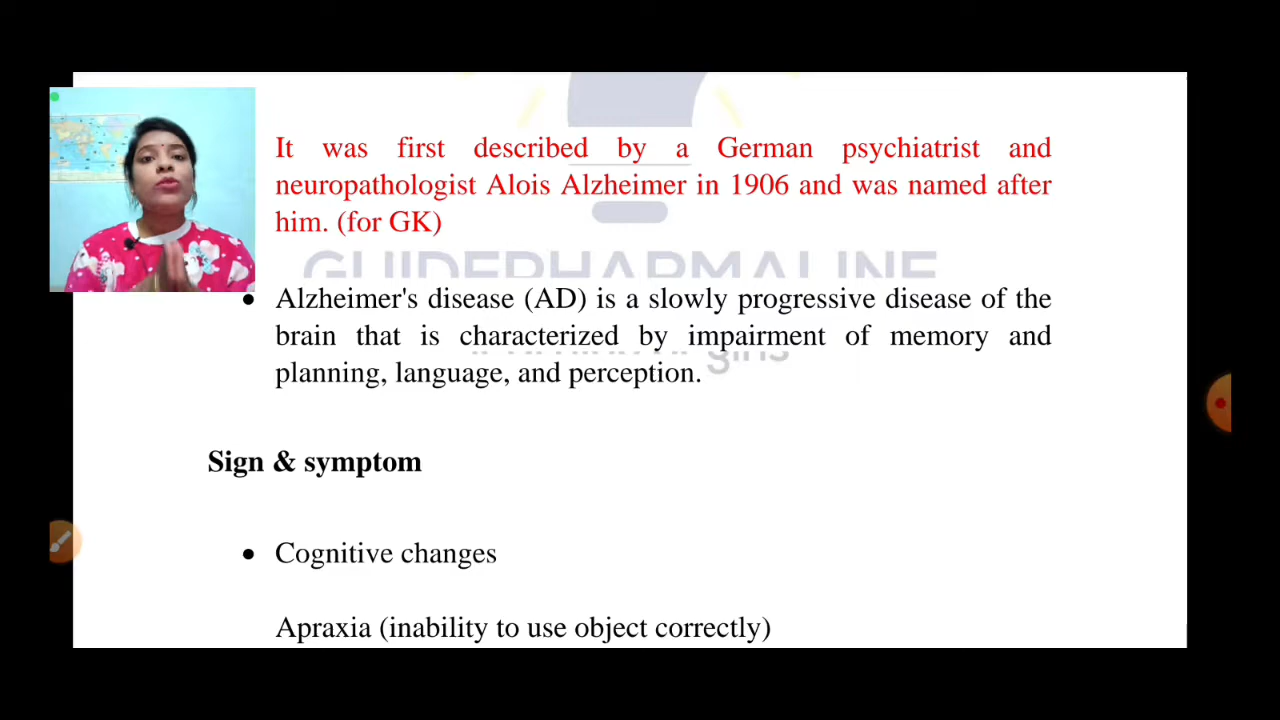 It was first described by a German psychiatrist and
neuropathologist Alois Alzheimer in 1906 and was named after
him. (for GK)
GUIDEPHARMALINE
• Alzheimer's disease (AD) is a slowly progressive disease of the
brain that is characterized by impairment of memory and
planning, language, and perception.
Sign & symptom
• Cognitive changes
Apraxia (inability to use object correctly)